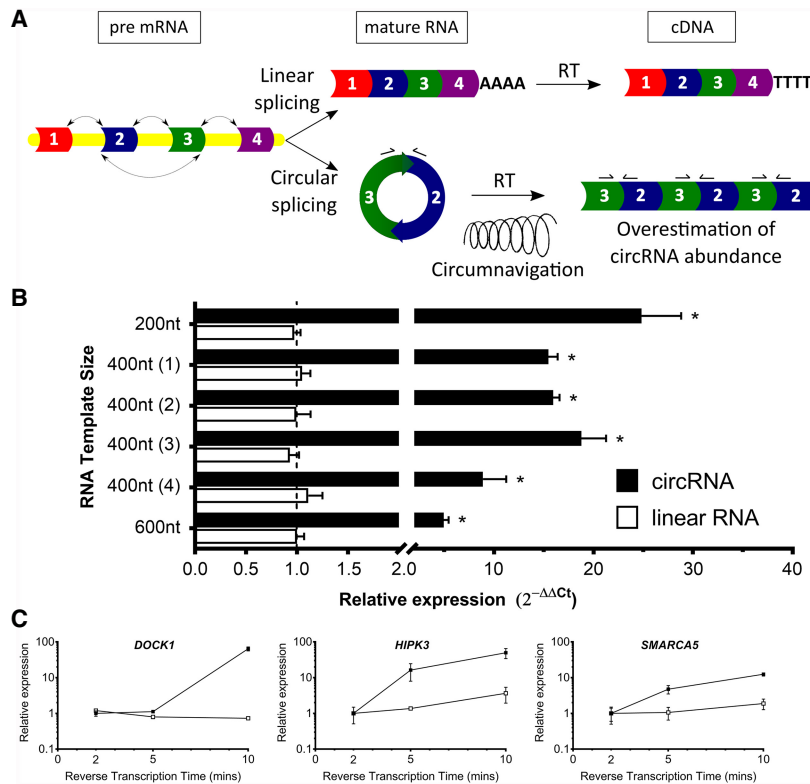 A
pre mRNA
mature RNA
cDNA
Linear splicing
1 2 3 4 AAAA
RT
1 2 3 4 TTTT
1 2 3 4
Circular splicing
3 2
RT
Circumnavigation
3 2 3 2 3 2
Overestimation of
circRNA abundance
B
RNA Template Size
200nt
400nt (1)
400nt (2)
400nt (3)
400nt (4)
600nt
*
*
*
*
*
*
circRNA
linear RNA
0.0 0.5 1.0 1.5 2.0 10 20 30 40
Relative expression (2−ΔΔCt)
C
DOCK1
Relative expression
100
10
1
0.1
0 2 5 10
Reverse Transcription Time (mins)
HIPK3
Relative expression
100
10
1
0.1
0 2 5 10
Reverse Transcription Time (mins)
SMARCA5
Relative expression
100
10
1
0.1
0 2 5 10
Reverse Transcription Time (mins)